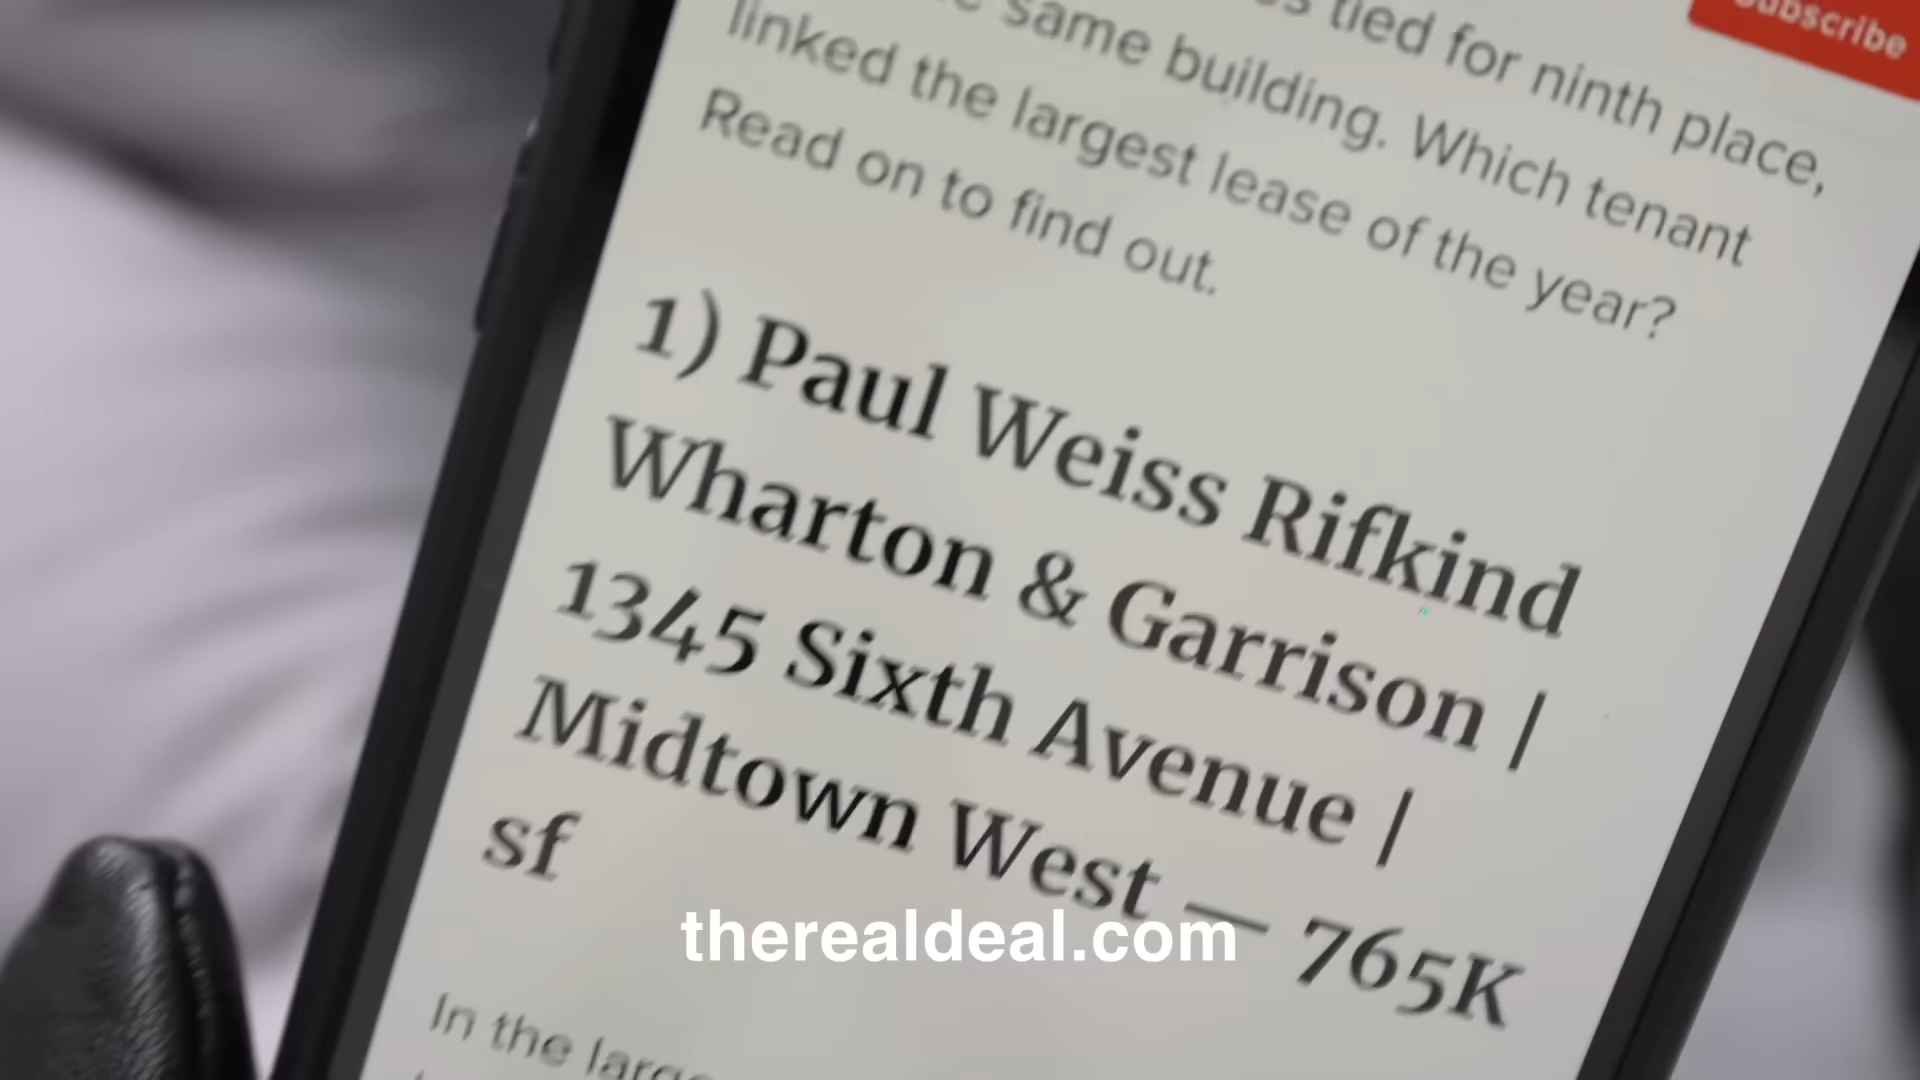 Subscribe
tied for ninth place,
same building. Which tenant
linked the largest lease of the year?
Read on to find out.
1) Paul Weiss Rifkind
Wharton & Garrison |
1345 Sixth Avenue |
Midtown West — 765K
sf
therealdeal.com
In the